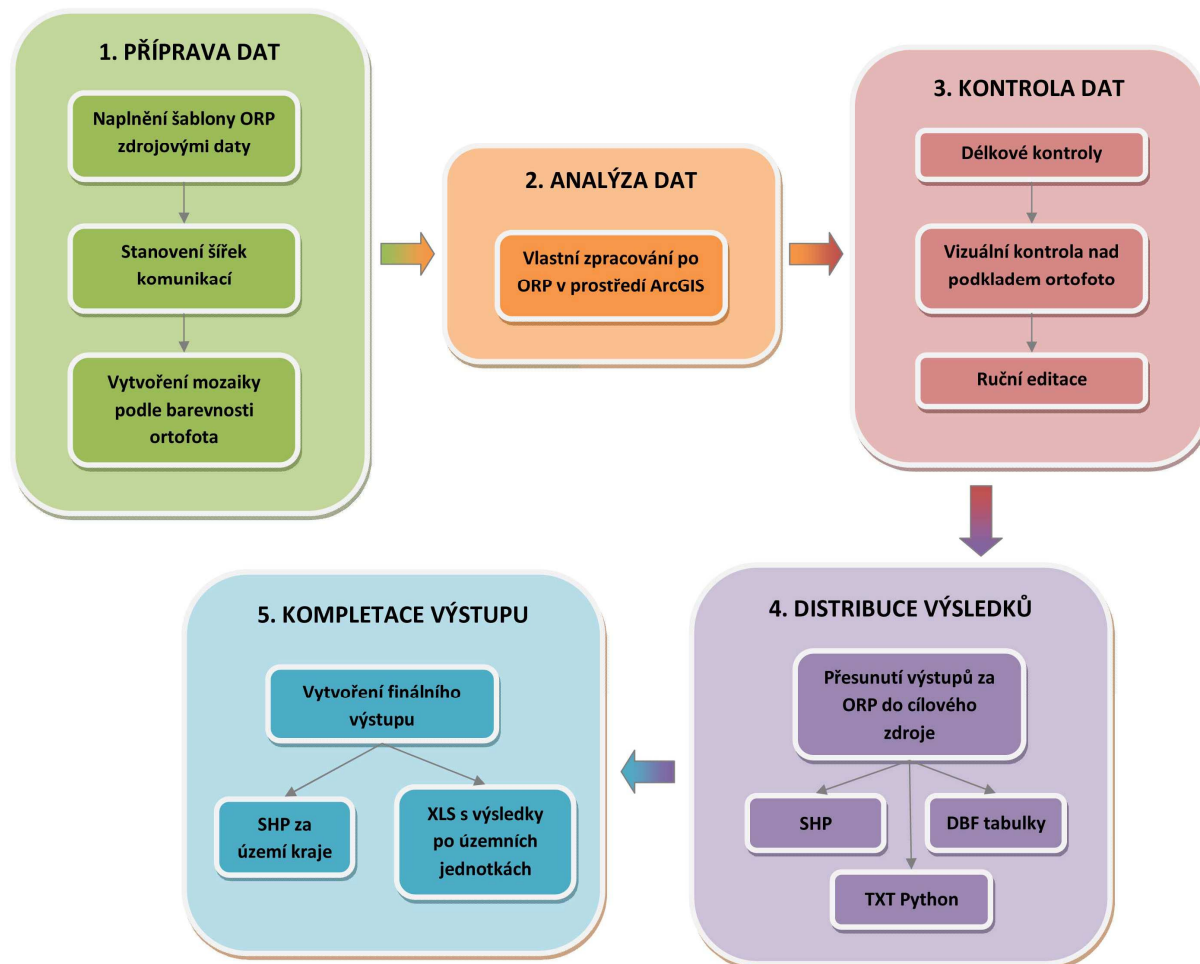 1. PŘÍPRAVA DAT
Naplnění šablony ORP
zdrojovými daty
Stanovení šířek
komunikací
Vytvoření mozaiky
podle barevnosti
ortofota
2. ANALÝZA DAT
Vlastní zpracování po
ORP v prostředí ArcGIS
3. KONTROLA DAT
Délkové kontroly
Vizuální kontrola nad
podkladem ortofoto
Ruční editace
4. DISTRIBUCE VÝSLEDKŮ
Přesunutí výstupů za
ORP do cílového
zdroje
SHP
DBF tabulky
TXT Python
5. KOMPLETACE VÝSTUPU
Vytvoření finálního
výstupu
SHP za
území kraje
XLS s výsledky
po územních
jednotkách